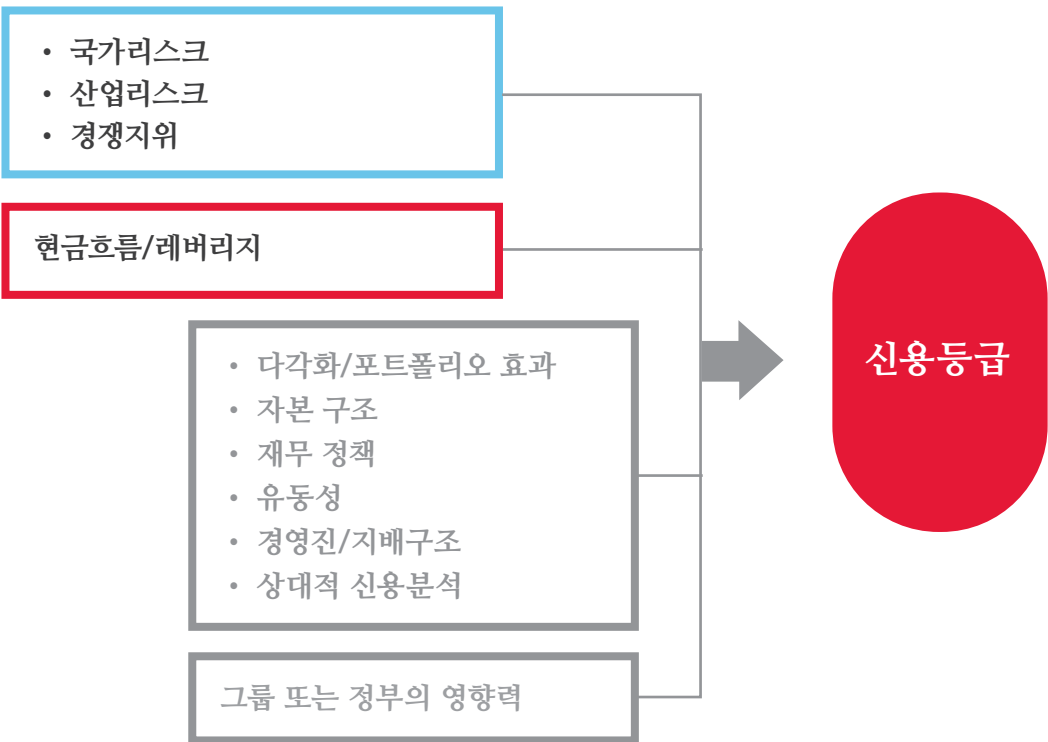 • 국가리스크
• 산업리스크
• 경쟁지위
현금흐름/레버리지
• 다각화/포트폴리오 효과
• 자본 구조
• 재무 정책
• 유동성
• 경영진/지배구조
• 상대적 신용분석
그룹 또는 정부의 영향력
신용등급